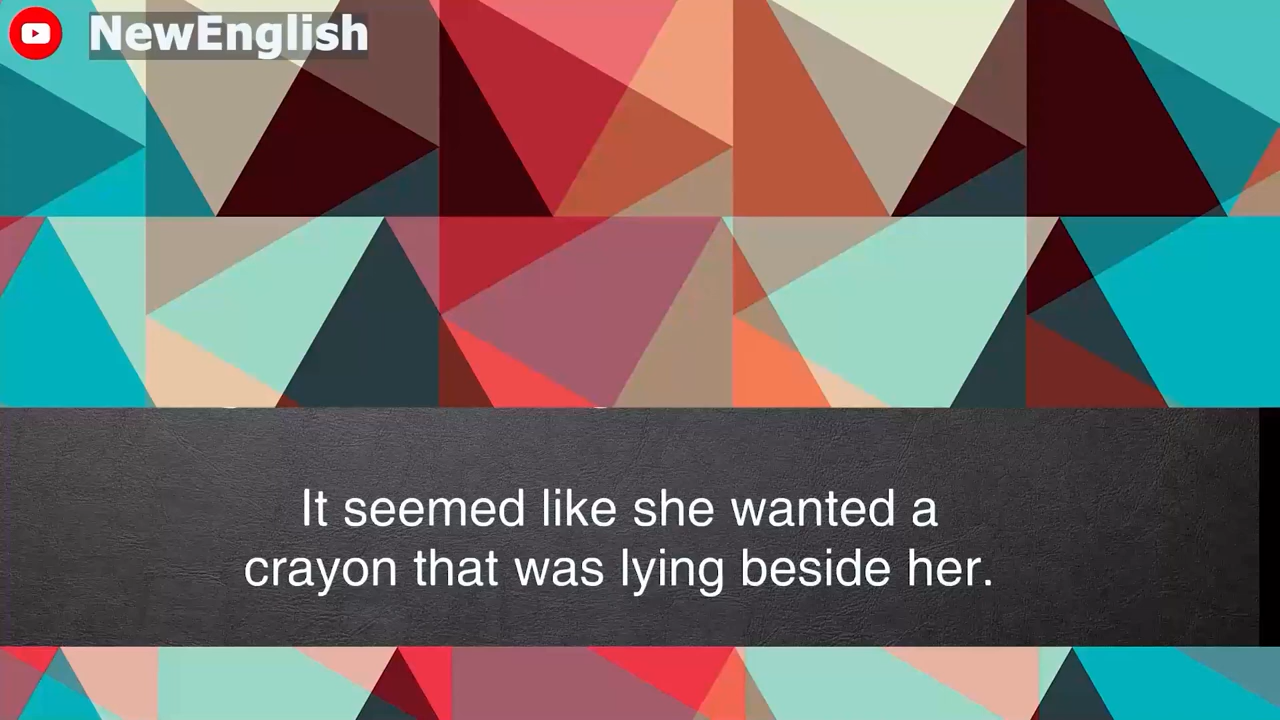 NewEnglish
It seemed like she wanted a
crayon that was lying beside her.